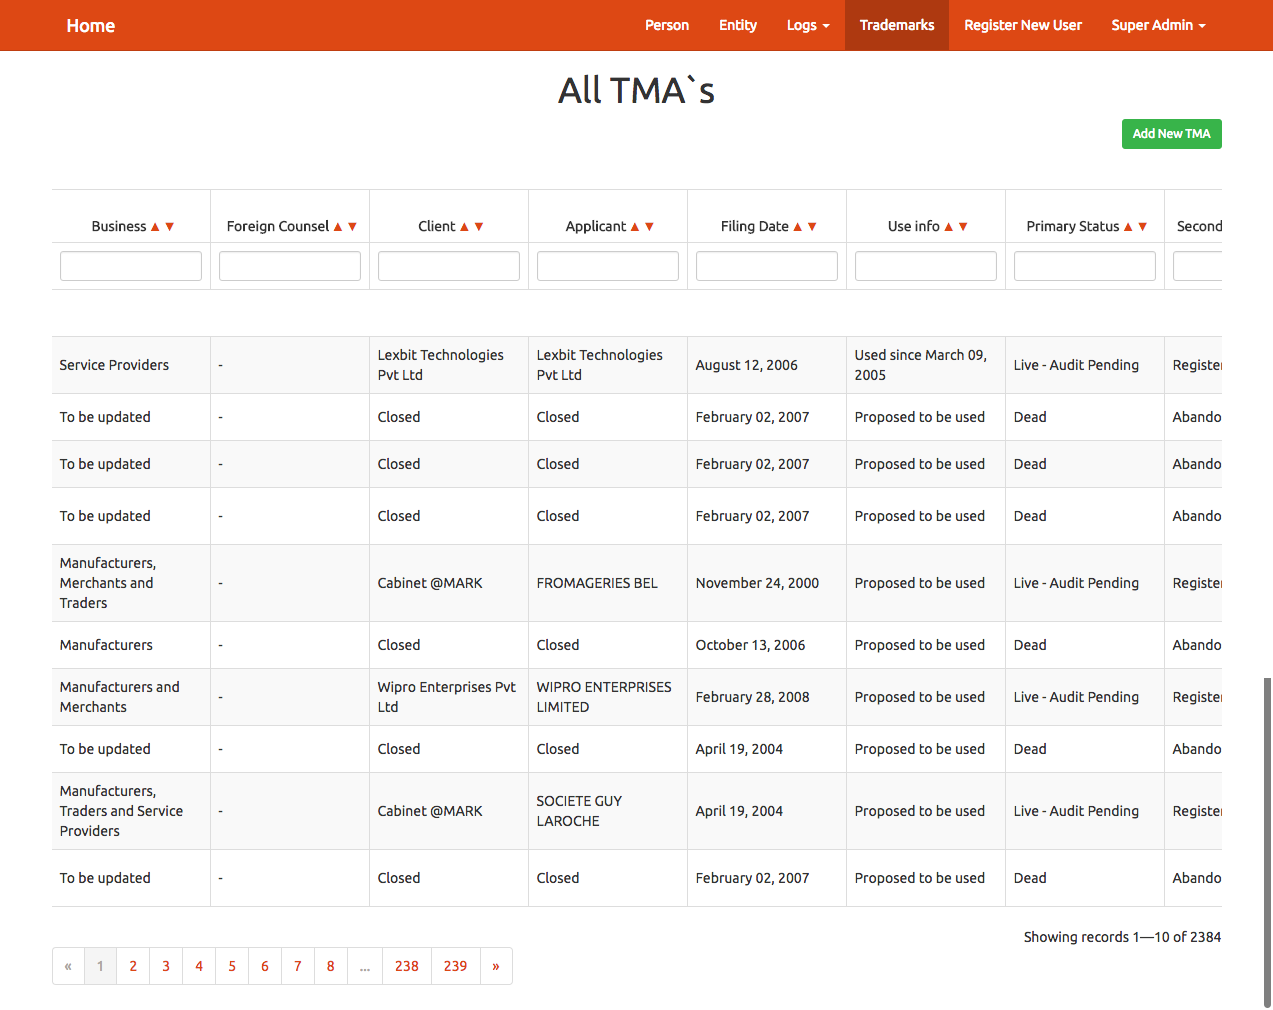 Home Person Entity Logs Trademarks Register New User Super Admin
All TMA`s
Add New TMA
Business ▲ ▼ Foreign Counsel ▲ ▼ Client ▲ ▼ Applicant ▲ ▼ Filing Date ▲ ▼ Use info ▲ ▼ Primary Status ▲ ▼ Second
Service Providers - Lexbit Technologies Lexbit Technologies August 12, 2006 Used since March 09, Live - Audit Pending Register
Pvt Ltd Pvt Ltd 2005
To be updated - Closed Closed February 02, 2007 Proposed to be used Dead Abando
To be updated - Closed Closed February 02, 2007 Proposed to be used Dead Abando
To be updated - Closed Closed February 02, 2007 Proposed to be used Dead Abando
Manufacturers,
Merchants and - Cabinet @MARK FROMAGERIES BEL November 24, 2000 Proposed to be used Live - Audit Pending Register
Traders
Manufacturers - Closed Closed October 13, 2006 Proposed to be used Dead Abando
Manufacturers and - Wipro Enterprises Pvt WIPRO ENTERPRISES February 28, 2008 Proposed to be used Live - Audit Pending Register
Merchants Ltd LIMITED
To be updated - Closed Closed April 19, 2004 Proposed to be used Dead Abando
Manufacturers, SOCIETE GUY
Traders and Service - Cabinet @MARK LAROCHE April 19, 2004 Proposed to be used Live - Audit Pending Register
Providers
To be updated - Closed Closed February 02, 2007 Proposed to be used Dead Abando
Showing records 1—10 of 2384
« 1 2 3 4 5 6 7 8 ... 238 239 »